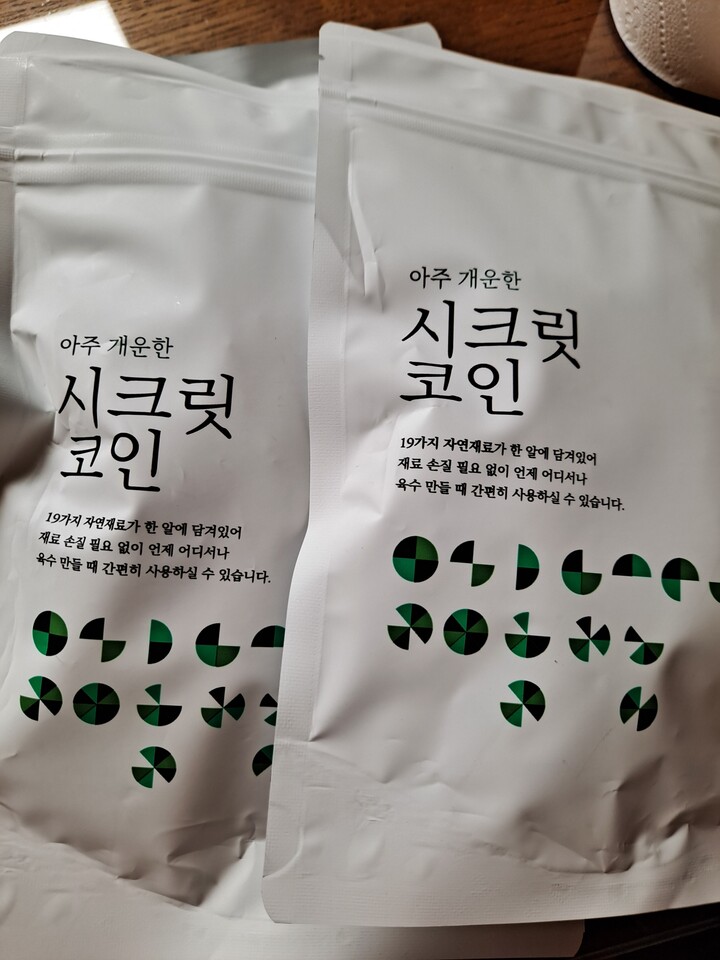 아주 개운한
시크릿
코인
19가지 자연재료가 한 알에 담겨있어
재료 손질 필요 없이 언제 어디서나
육수 만들 때 간편히 사용하실 수 있습니다.
아주 개운한
시크릿
코인
19가지 자연재료가 한 알에 담겨있어
재료 손질 필요 없이 언제 어디서나
육수 만들 때 간편히 사용하실 수 있습니다.